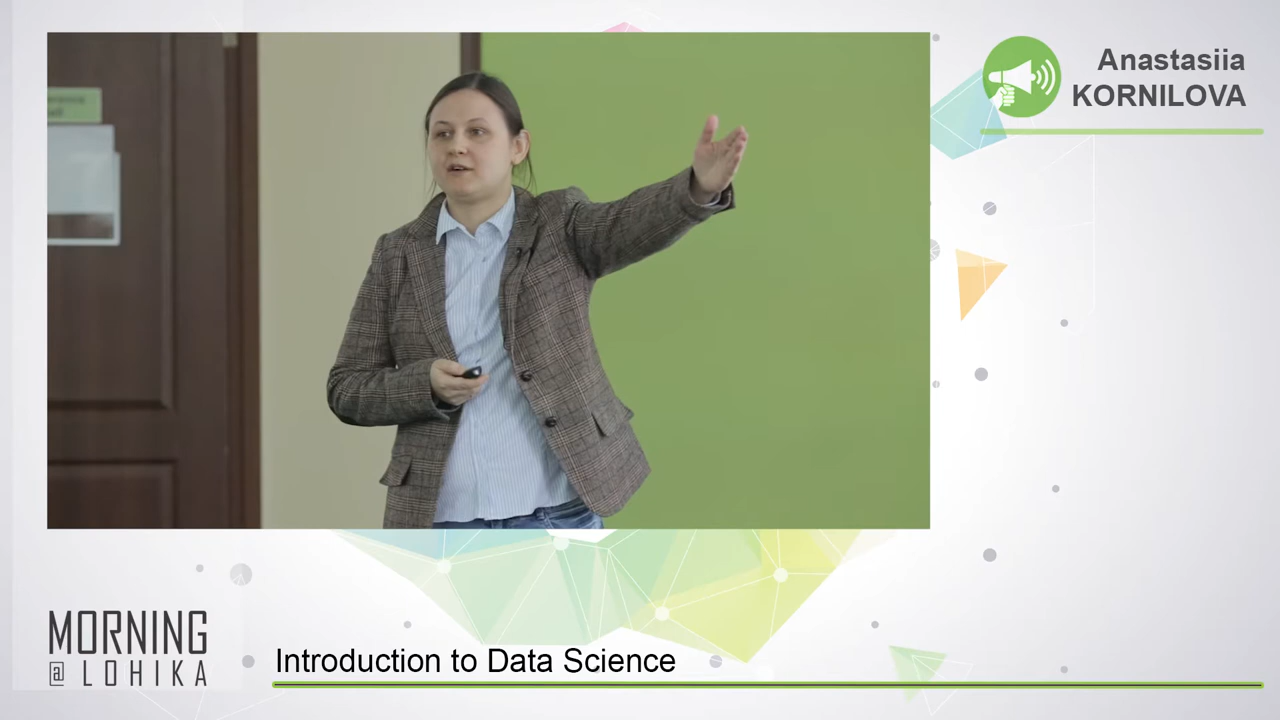 Anastasiia
KORNILOVA
MORNING
@ LOHIKA
Introduction to Data Science